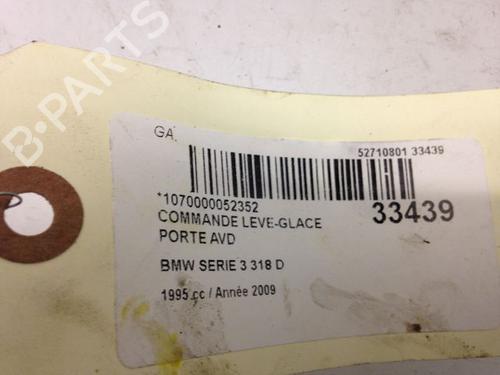 B-PARTS
GA
52710801 33439
*1070000052352
33439
COMMANDE LEVE-GLACE
PORTE AVD
BMW SERIE 3 318 D
1995 cc / Année 2009